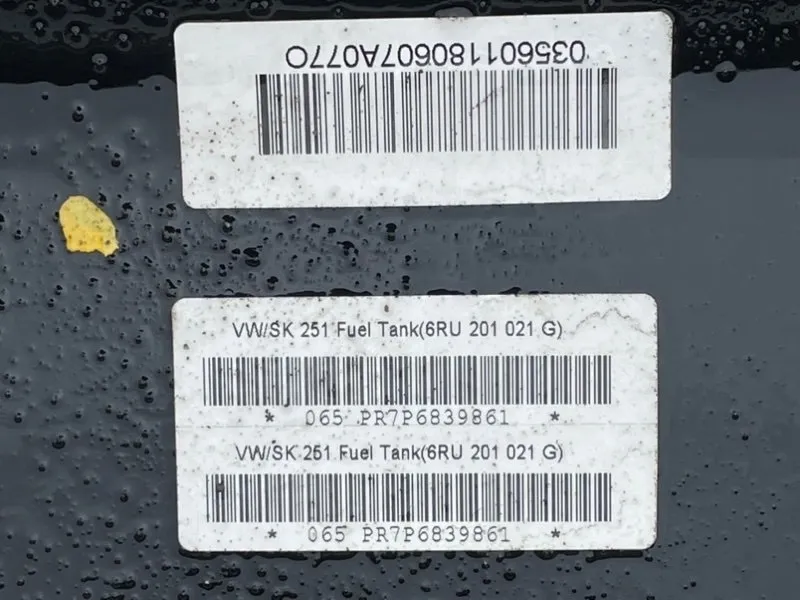 035601180607A0770
VW/SK 251 Fuel Tank(6RU 201 021 G)
* 065 PR7P6839861 *
VW/SK 251 Fuel Tank(6RU 201 021 G)
* 065 PR7P6839861 *